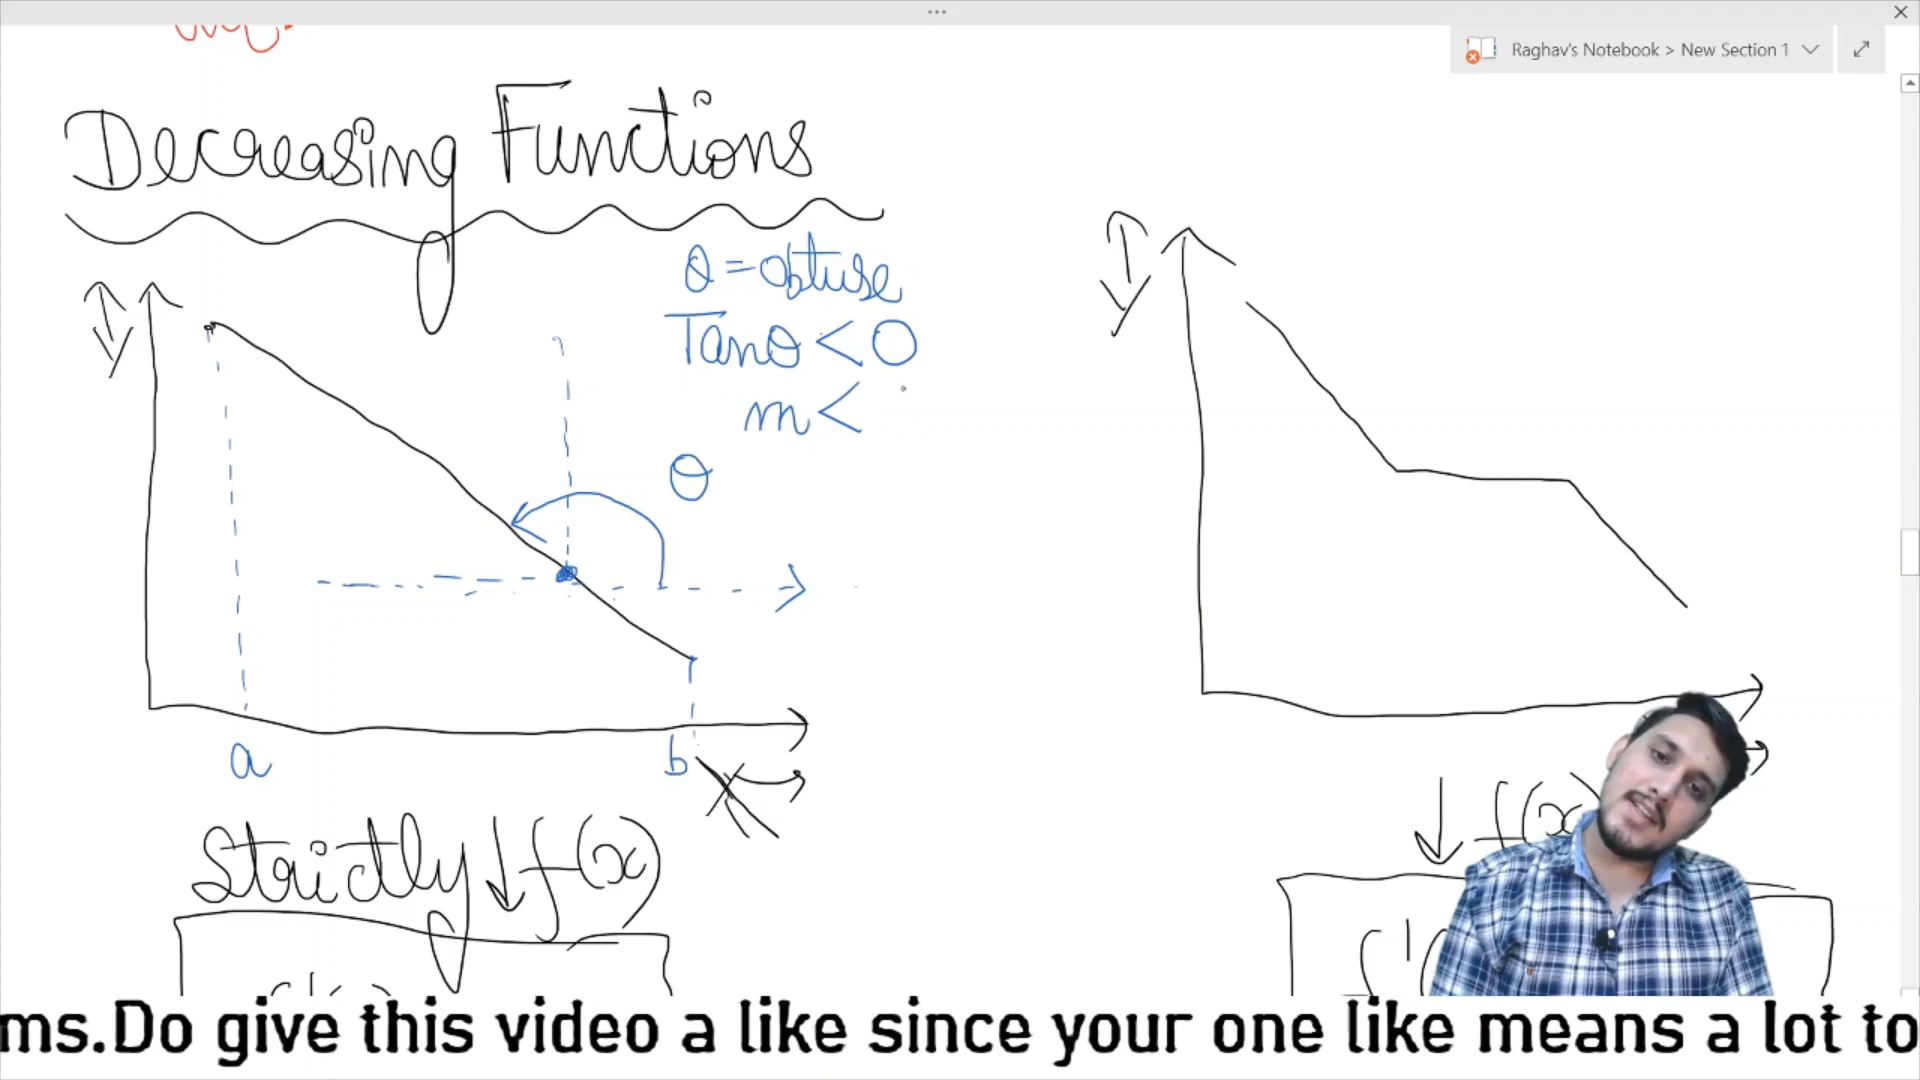 Raghav's Notebook > New Section 1
Decreasing Functions
θ = obtuse
Tanθ < 0
m <
θ
y
a
b
x
Strictly ↓ f(x)
y
↓ f(x)
ms.Do give this video a like since your one like means a lot to